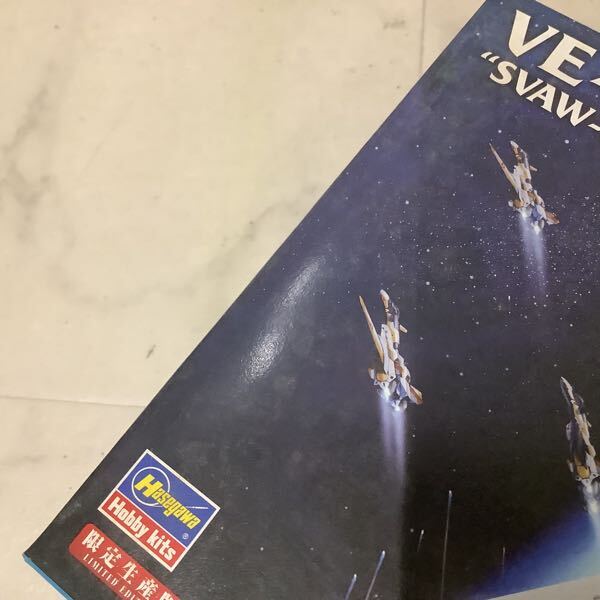 VE-
"SVAW-
Hasegawa
Hobby kits
限定生産
LIMITED EDI